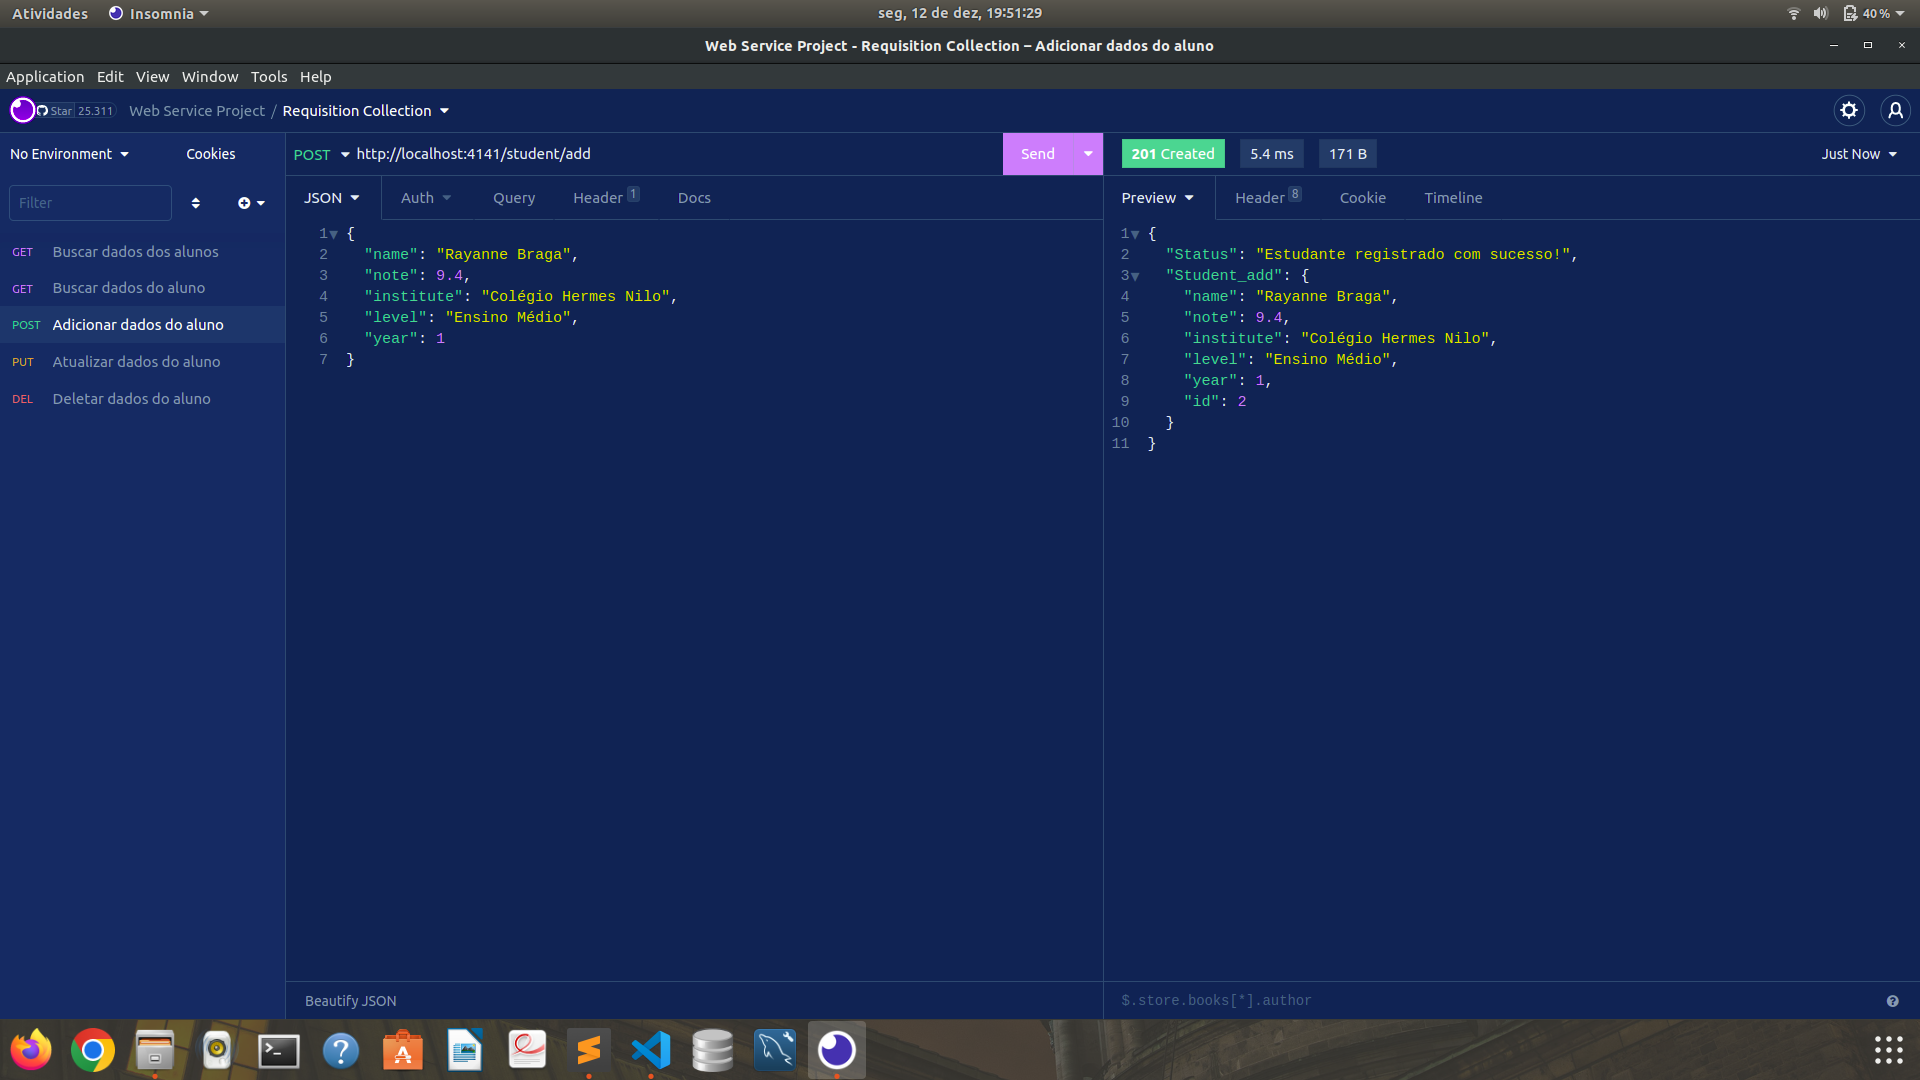 Atividades Insomnia seg, 12 de dez, 19:51:29 40 %
Web Service Project - Requisition Collection – Adicionar dados do aluno
Application Edit View Window Tools Help
Star 25.311 Web Service Project / Requisition Collection
No Environment Cookies
Filter
GET Buscar dados dos alunos
GET Buscar dados do aluno
POST Adicionar dados do aluno
PUT Atualizar dados do aluno
DEL Deletar dados do aluno
POST http://localhost:4141/student/add Send
JSON Auth Query Header 1 Docs
1 {
2 "name": "Rayanne Braga",
3 "note": 9.4,
4 "institute": "Colégio Hermes Nilo",
5 "level": "Ensino Médio",
6 "year": 1
7 }
Beautify JSON
201 Created 5.4 ms 171 B Just Now
Preview Header 8 Cookie Timeline
1 {
2 "Status": "Estudante registrado com sucesso!",
3 "Student_add": {
4 "name": "Rayanne Braga",
5 "note": 9.4,
6 "institute": "Colégio Hermes Nilo",
7 "level": "Ensino Médio",
8 "year": 1,
9 "id": 2
10 }
11 }
$.store.books[*].author